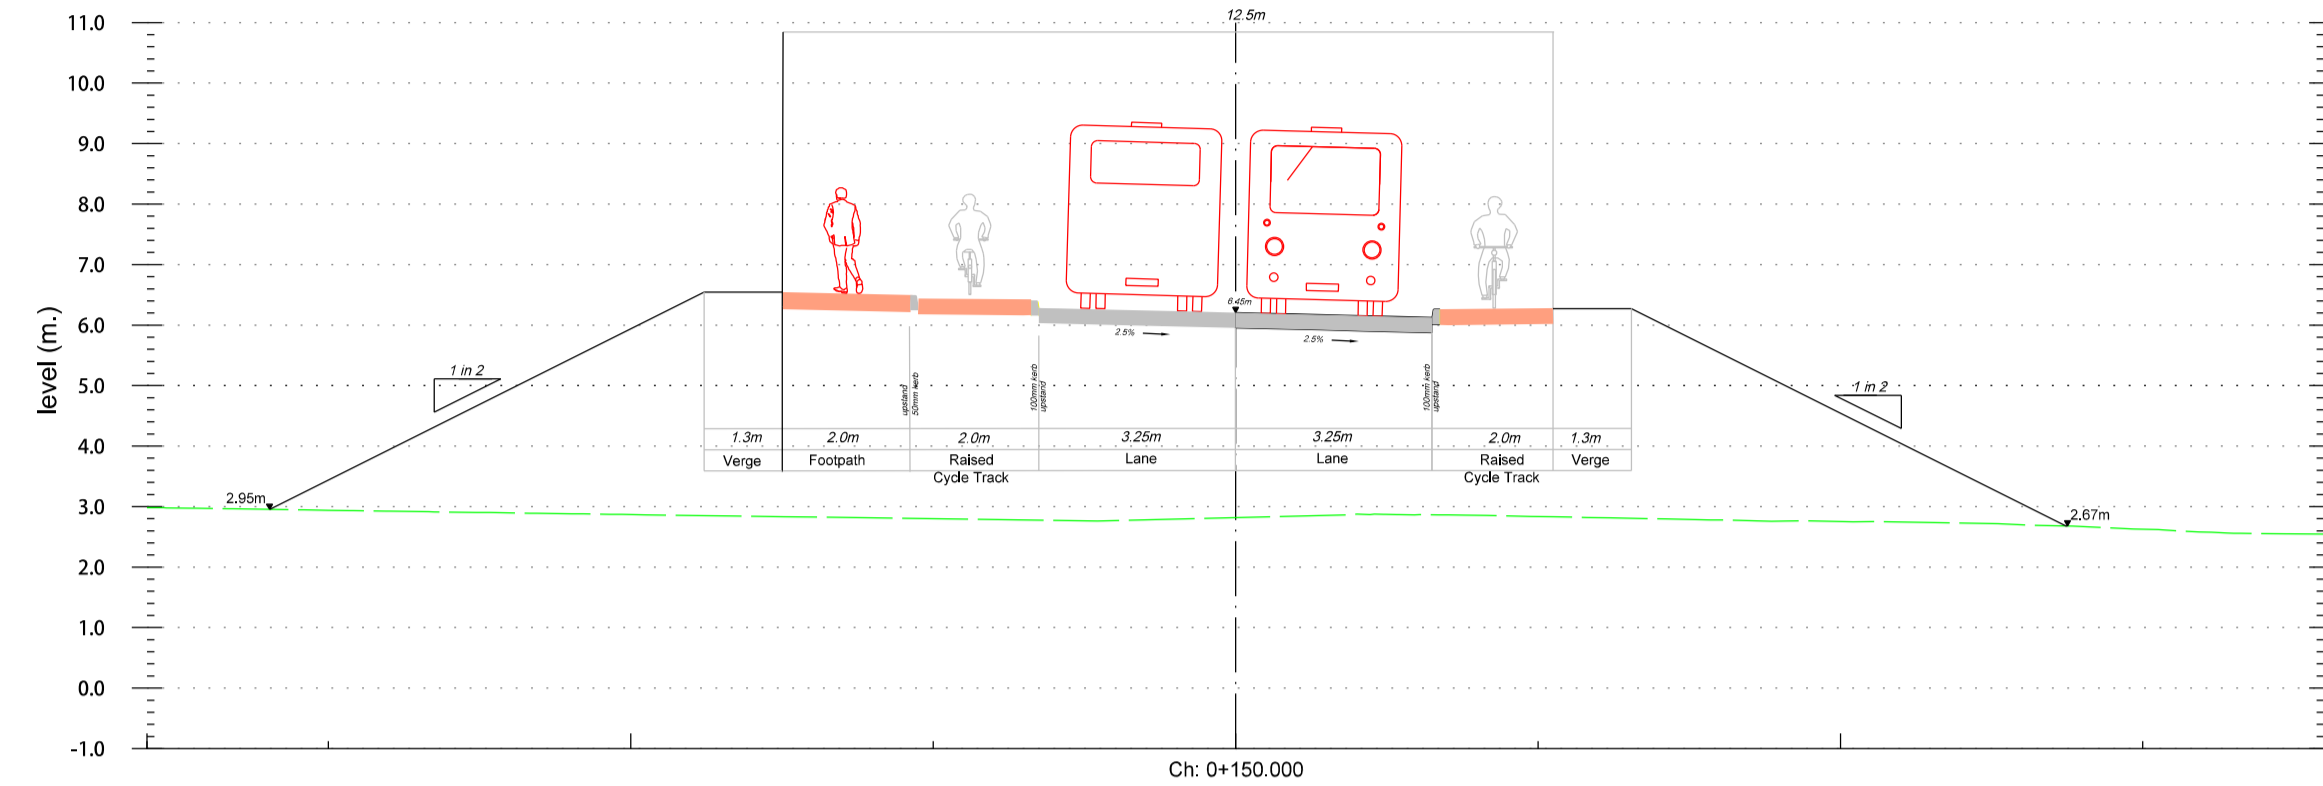 12.5m
11.0
10.0
9.0
8.0
7.0
6.0
5.0
4.0
3.0
2.0
1.0
0.0
-1.0
level (m.)
6.45m
2.5%
2.5%
1 in 2
1 in 2
upstand
50mm kerb
100mm kerb
upstand
100mm kerb
upstand
1.3m 2.0m 2.0m 3.25m 3.25m 2.0m 1.3m
Verge Footpath Raised Lane Lane Raised Verge
Cycle Track Cycle Track
2.95m
2.67m
Ch: 0+150.000